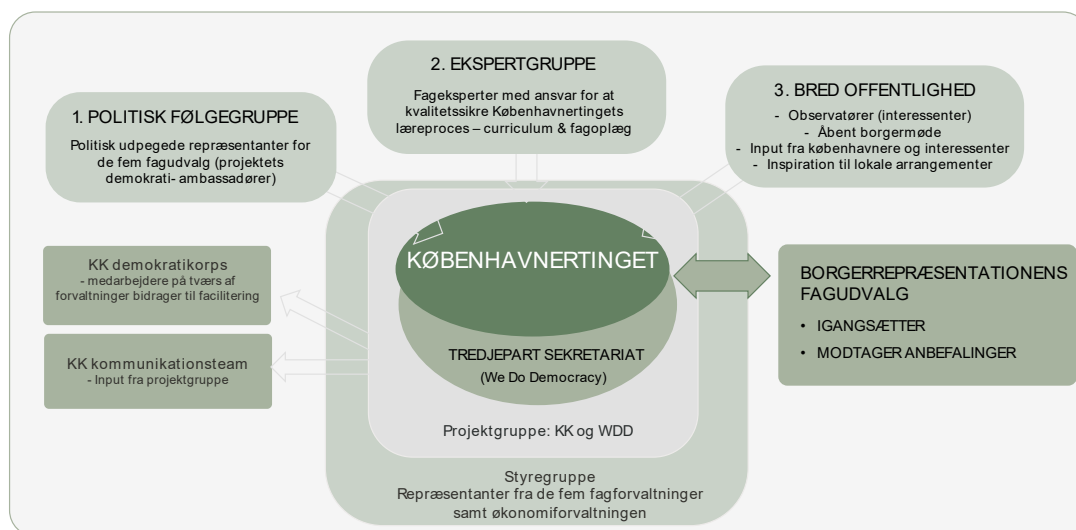 1. POLITISK FØLGEGRUPPE
Politisk udpegede repræsentanter for
de fem fagudvalg (projektets
demokrati- ambassadører)
2. EKSPERTGRUPPE
Fageksperter med ansvar for at
kvalitetssikre Københavnertingets
læreproces – curriculum & fagoplæg
3. BRED OFFENTLIGHED
- Observatører (interessenter)
- Åbent borgermøde
- Input fra københavnere og interessenter
- Inspiration til lokale arrangementer
KK demokratikorps
- medarbejdere på tværs af
forvaltninger bidrager til facilitering
KK kommunikationsteam
- Input fra projektgruppe
KØBENHAVNERTINGET
TREDJEPART SEKRETARIAT
(We Do Democracy)
Projektgruppe: KK og WDD
Styregruppe
Repræsentanter fra de fem fagforvaltninger
samt økonomiforvaltningen
BORGERREPRÆSENTATIONENS
FAGUDVALG
• IGANGSÆTTER
• MODTAGER ANBEFALINGER